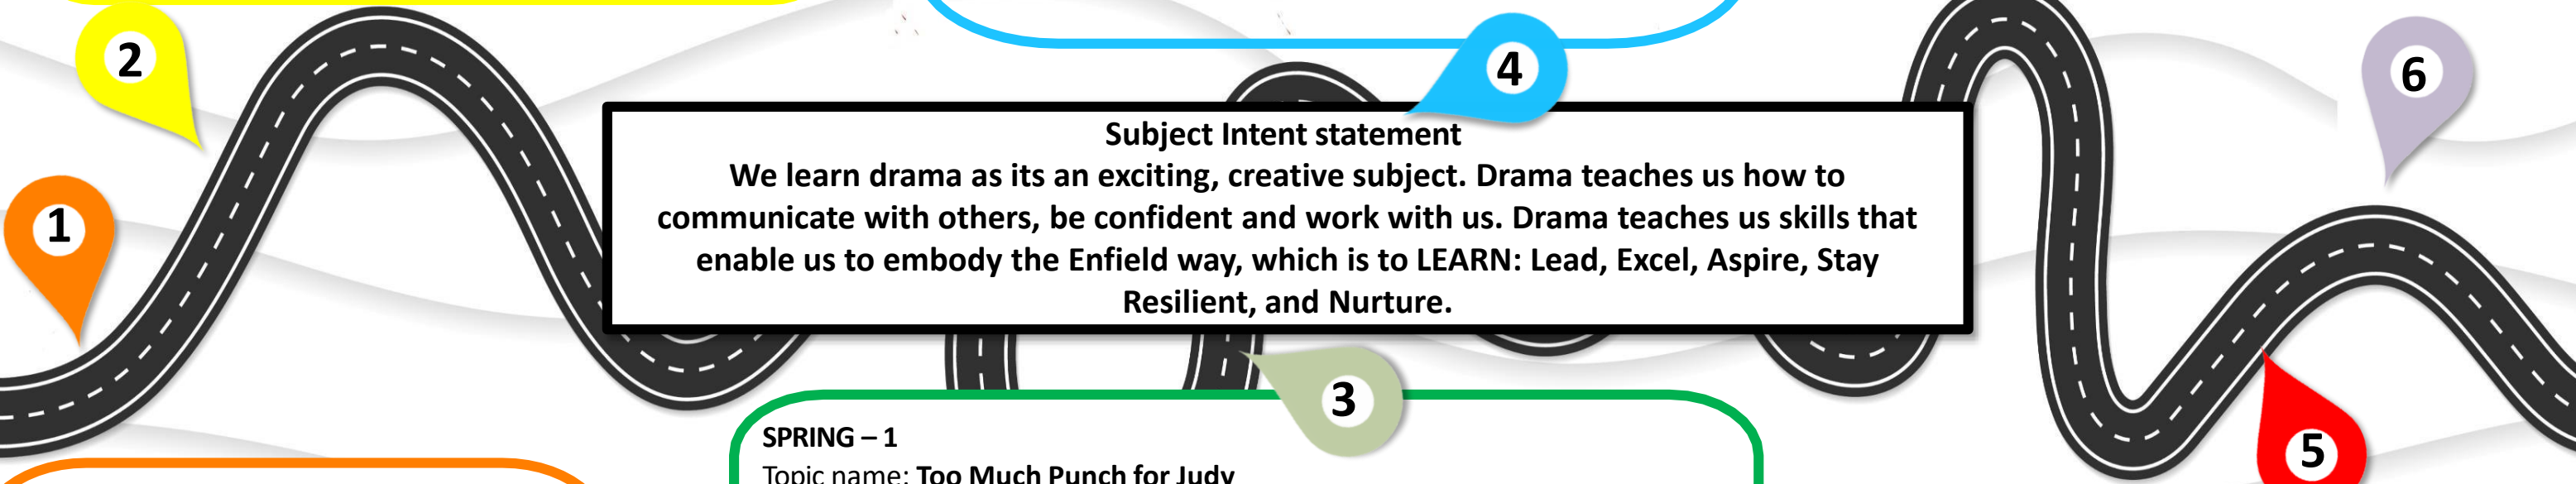 2
4
6
Subject Intent statement
We learn drama as its an exciting, creative subject. Drama teaches us how to
communicate with others, be confident and work with us. Drama teaches us skills that
enable us to embody the Enfield way, which is to LEARN: Lead, Excel, Aspire, Stay
Resilient, and Nurture.
1
3
5
SPRING – 1
Topic name: Too Much Punch for Judy